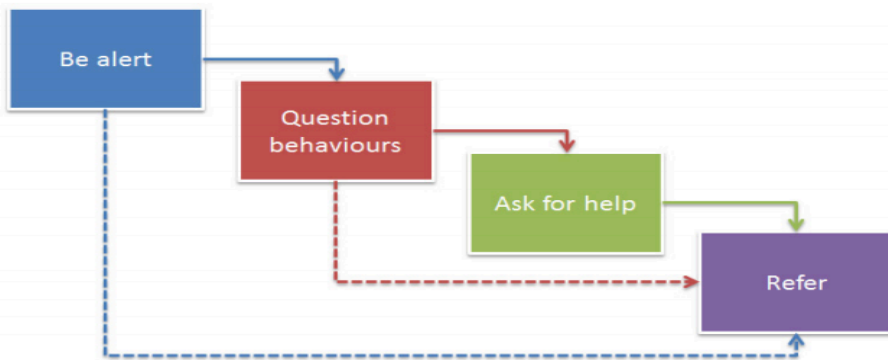 Be alert
Question
behaviours
Ask for help
Refer